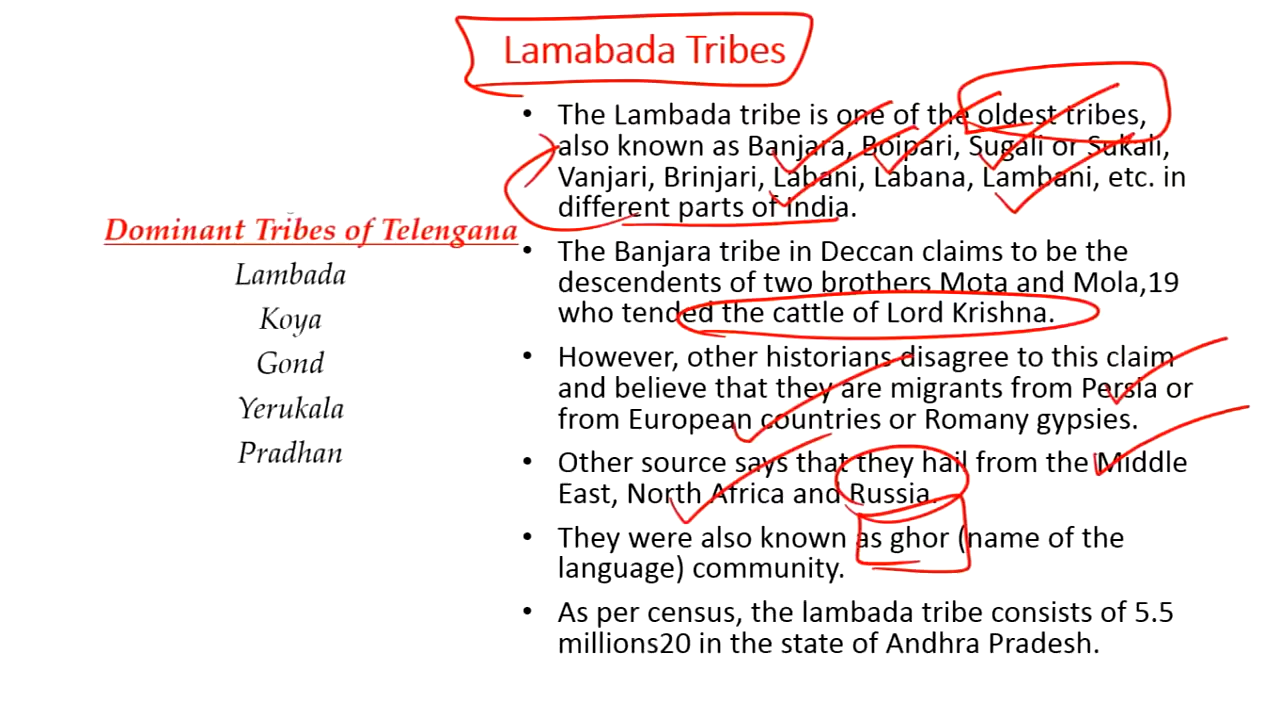 Lamabada Tribes
• The Lambada tribe is one of the oldest tribes,
also known as Banjara, Boipari, Sugali or Sukali,
Vanjari, Brinjari, Labani, Labana, Lambani, etc. in
different parts of India.
Dominant Tribes of Telengana
Lambada
Koya
Gond
Yerukala
Pradhan
• The Banjara tribe in Deccan claims to be the
descendents of two brothers Mota and Mola,19
who tended the cattle of Lord Krishna.
• However, other historians disagree to this claim
and believe that they are migrants from Persia or
from European countries or Romany gypsies.
• Other source says that they hail from the Middle
East, North Africa and Russia.
• They were also known as ghor (name of the
language) community.
• As per census, the lambada tribe consists of 5.5
millions20 in the state of Andhra Pradesh.